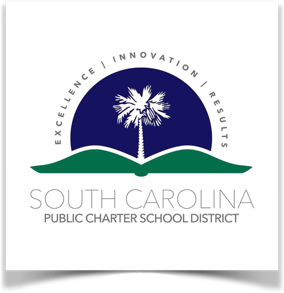 EXCELLENCE | INNOVATION | RESULTS
SOUTH CAROLINA
PUBLIC CHARTER SCHOOL DISTRICT